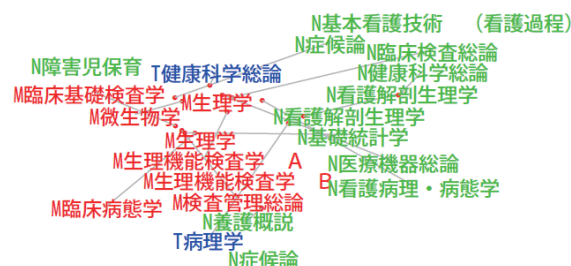 N基本看護技術　（看護過程）
N症候論
N臨床検査総論
N障害児保育
T健康科学総論
N健康科学総論
M臨床基礎検査学
M生理学
N看護解剖生理学
M微生物学
N看護解剖生理学
M生理学
N基礎統計学
M生理機能検査学
A
N医療機器総論
M生理機能検査学
B
N看護病理・病態学
M臨床病態学
M検査管理総論
N養護概説
T病理学
N症候論